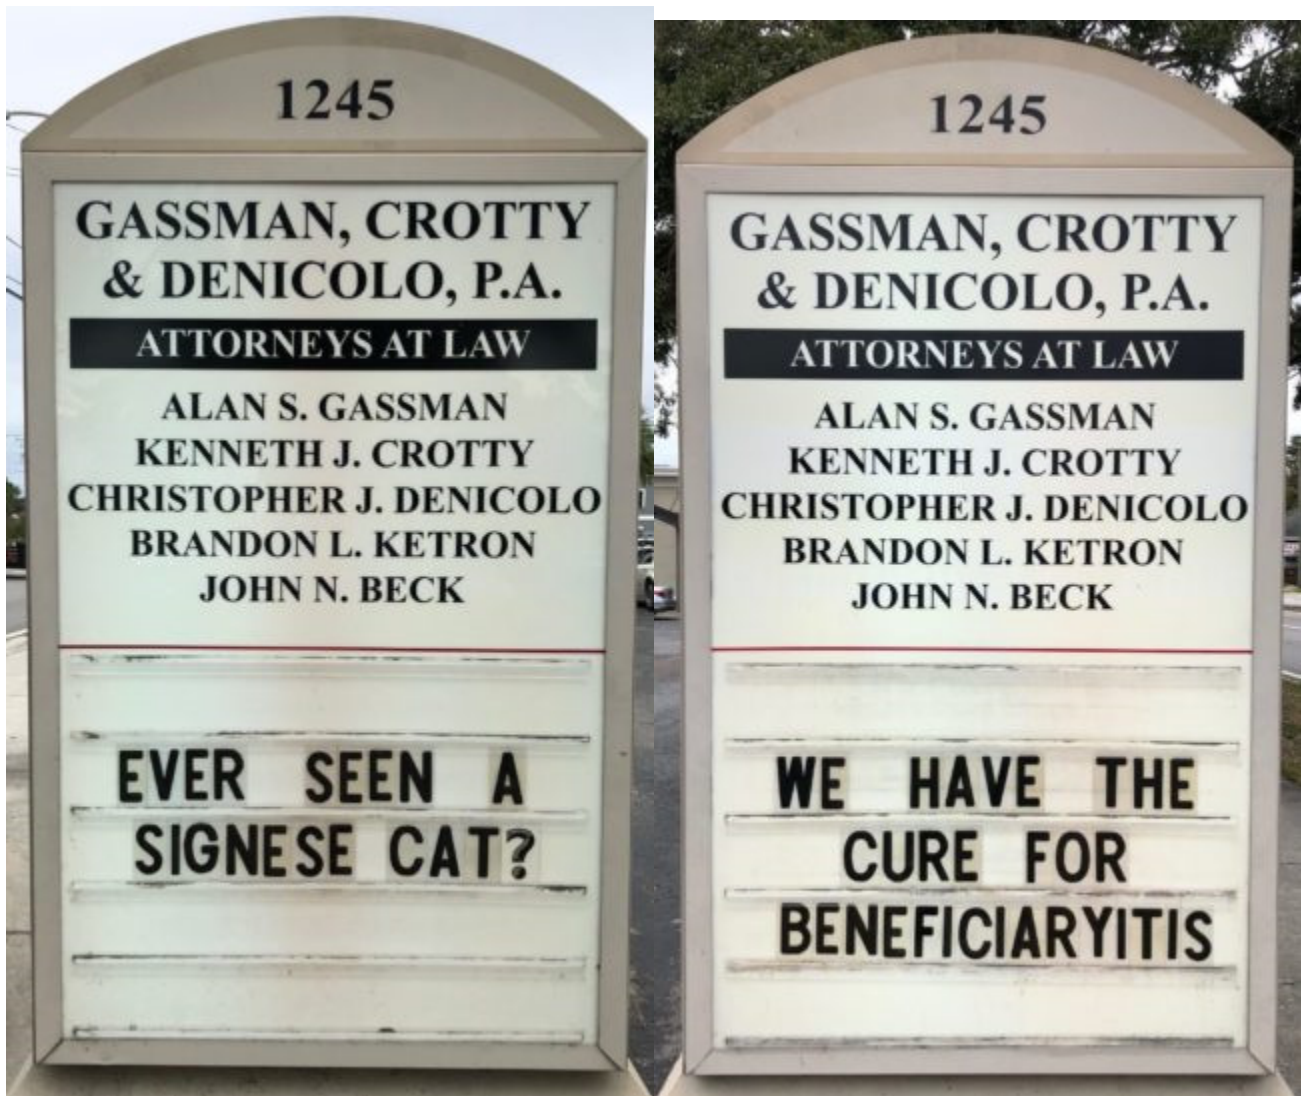 1245
GASSMAN, CROTTY
& DENICOLO, P.A.
ATTORNEYS AT LAW
ALAN S. GASSMAN
KENNETH J. CROTTY
CHRISTOPHER J. DENICOLO
BRANDON L. KETRON
JOHN N. BECK
EVER SEEN A
SIGNESE CAT?
1245
GASSMAN, CROTTY
& DENICOLO, P.A.
ATTORNEYS AT LAW
ALAN S. GASSMAN
KENNETH J. CROTTY
CHRISTOPHER J. DENICOLO
BRANDON L. KETRON
JOHN N. BECK
WE HAVE THE
CURE FOR
BENEFICIARYITIS